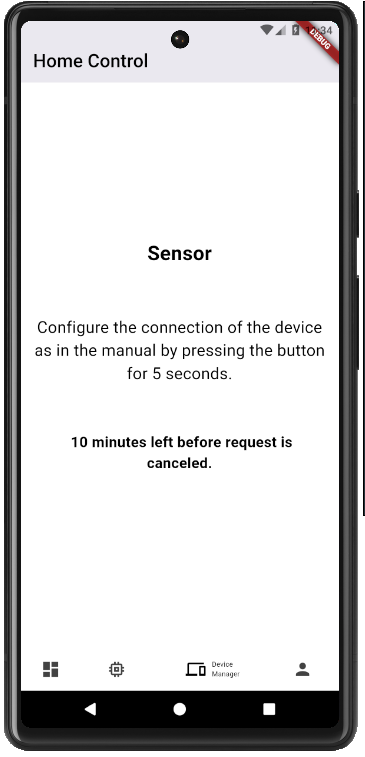 DEBUG
Home Control
Sensor
Configure the connection of the device
as in the manual by pressing the button
for 5 seconds.
10 minutes left before request is
canceled.
Device
Manager